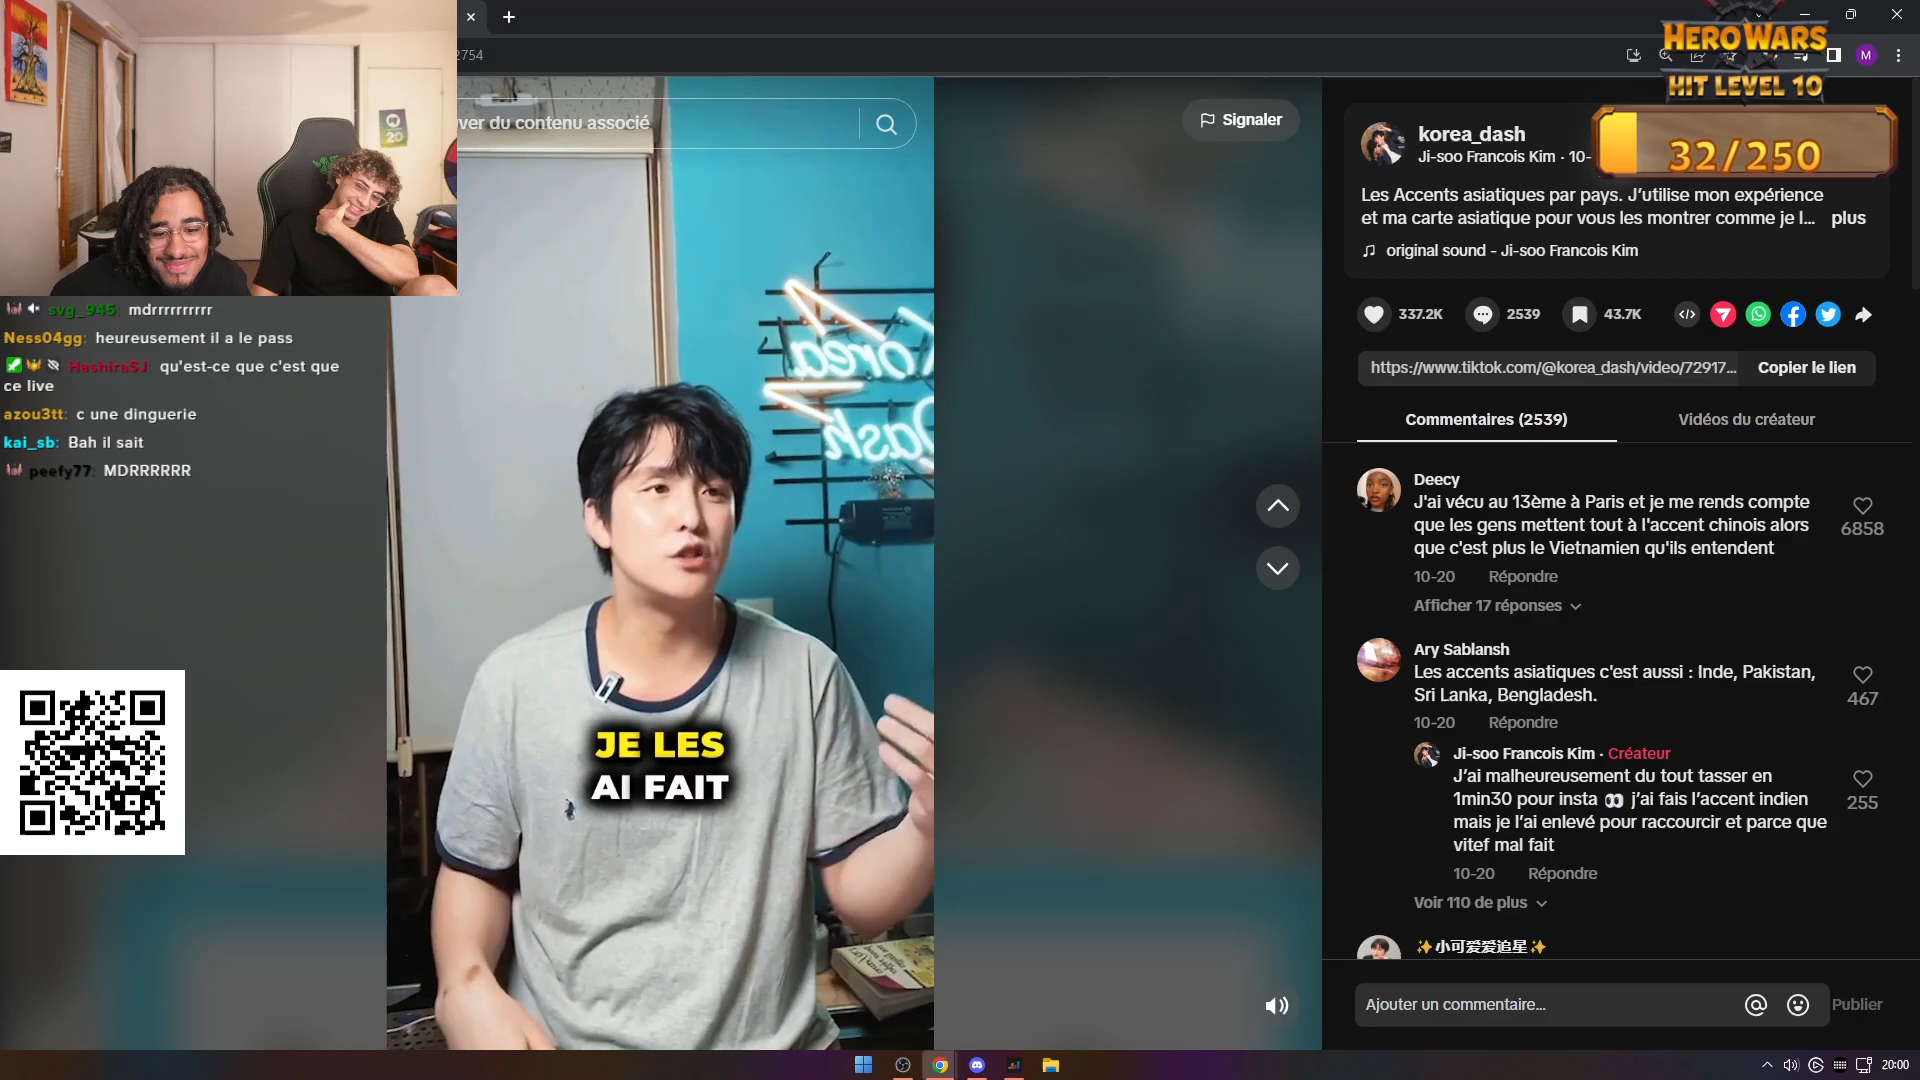 2754
HERO WARS
HIT LEVEL 10
32/250
M
ver du contenu associé
Signaler
20
korea_dash
Ji-soo Francois Kim · 10-
Les Accents asiatiques par pays. J’utilise mon expérience
et ma carte asiatique pour vous les montrer comme je l... plus
original sound - Ji-soo Francois Kim
337.2K
2539
43.7K
https://www.tiktok.com/@korea_dash/video/72917...
Copier le lien
Commentaires (2539)
Vidéos du créateur
svg_945: mdrrrrrrrrrr
Ness04gg: heureusement il a le pass
HashiraSJ: qu'est-ce que c'est que
ce live
azou3tt: c une dinguerie
kai_sb: Bah il sait
peefy77: MDRRRRRR
Korea
Dash
JE LES
AI FAIT
Deecy
J'ai vécu au 13ème à Paris et je me rends compte
que les gens mettent tout à l'accent chinois alors
que c'est plus le Vietnamien qu'ils entendent
6858
10-20 Répondre
Afficher 17 réponses
Ary Sablansh
Les accents asiatiques c'est aussi : Inde, Pakistan,
Sri Lanka, Bengladesh.
467
10-20 Répondre
Ji-soo Francois Kim · Créateur
J’ai malheureusement du tout tasser en
1min30 pour insta 👀 j’ai fais l’accent indien
mais je l’ai enlevé pour raccourcir et parce que
vitef mal fait
255
10-20 Répondre
Voir 110 de plus
✨小可爱爱追星✨
Ajouter un commentaire...
Publier
20:00